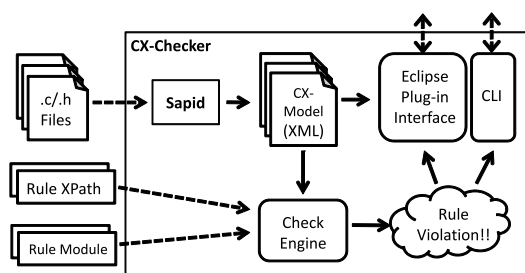 CX-Checker
.c/.h
Files
Sapid
CX-
Model
(XML)
Eclipse
Plug-in
Interface
CLI
Rule XPath
Rule Module
Check
Engine
Rule
Violation!!